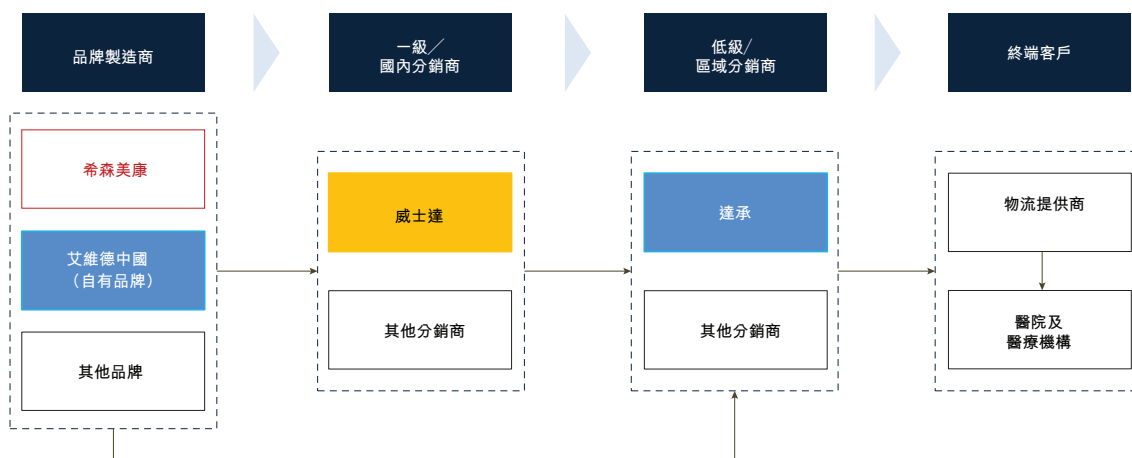 品牌製造商
一級／
國內分銷商
低級/
區域分銷商
終端客戶
希森美康
艾維德中國
（自有品牌）
其他品牌
威士達
其他分銷商
達承
其他分銷商
物流提供商
醫院及
醫療機構